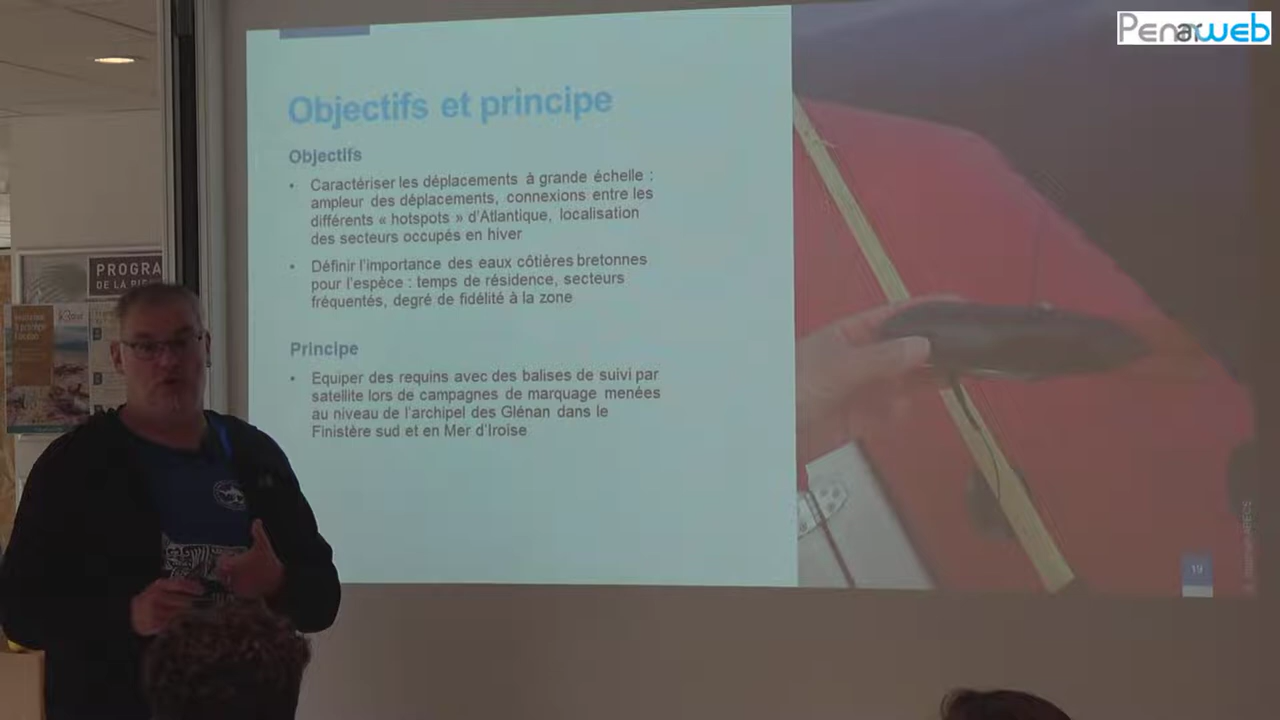 Penarweb
Objectifs et principe
Objectifs
• Caractériser les déplacements à grande échelle :
ampleur des déplacements, connexions entre les
différents « hotspots » d'Atlantique, localisation
des secteurs occupés en hiver
• Définir l'importance des eaux côtières bretonnes
pour l'espèce : temps de résidence, secteurs
fréquentés, degré de fidélité à la zone
Principe
• Equiper des requins avec des balises de suivi par
satellite lors de campagnes de marquage menées
au niveau de l'archipel des Glénan dans le
Finistère sud et en Mer d'Iroise
19
PROGRA